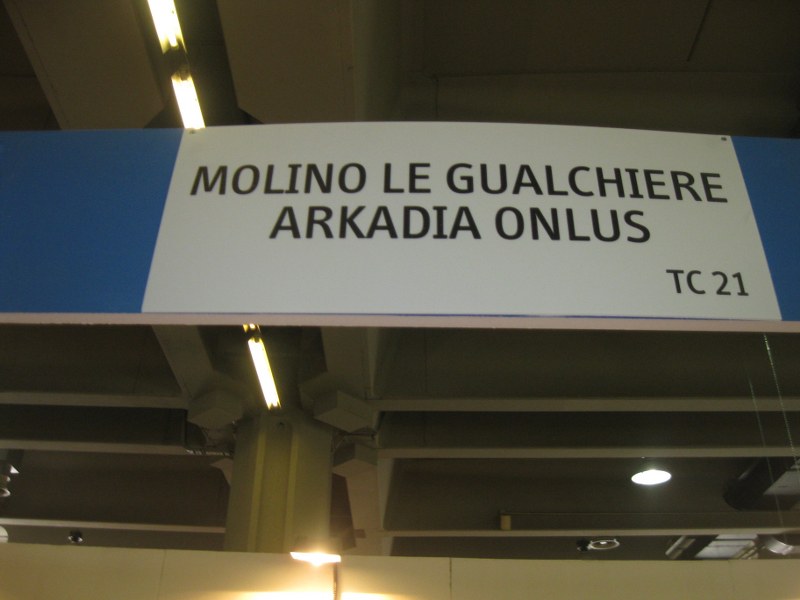 MOLINO LE GUALCHIERE
ARKADIA ONLUS
TC 21